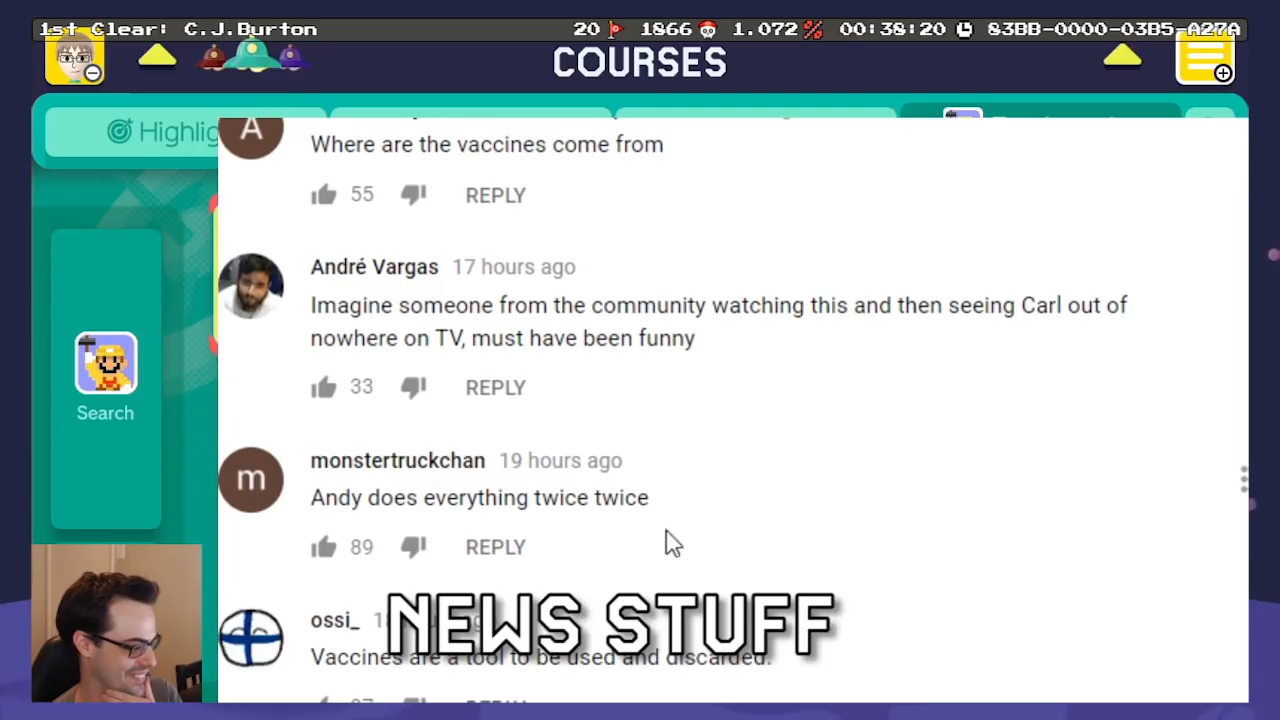 1st Clear: C.J.Burton 20 1866 1.072 00:38:20 83BB-0000-03B5-A27A
COURSES
Highlig
A
Where are the vaccines come from
55 REPLY
André Vargas 17 hours ago
Imagine someone from the community watching this and then seeing Carl out of
nowhere on TV, must have been funny
33 REPLY
Search
m
monstertruckchan 19 hours ago
Andy does everything twice twice
89 REPLY
ossi_
NEWS STUFF
Vaccines are a tool to be used and discarded.